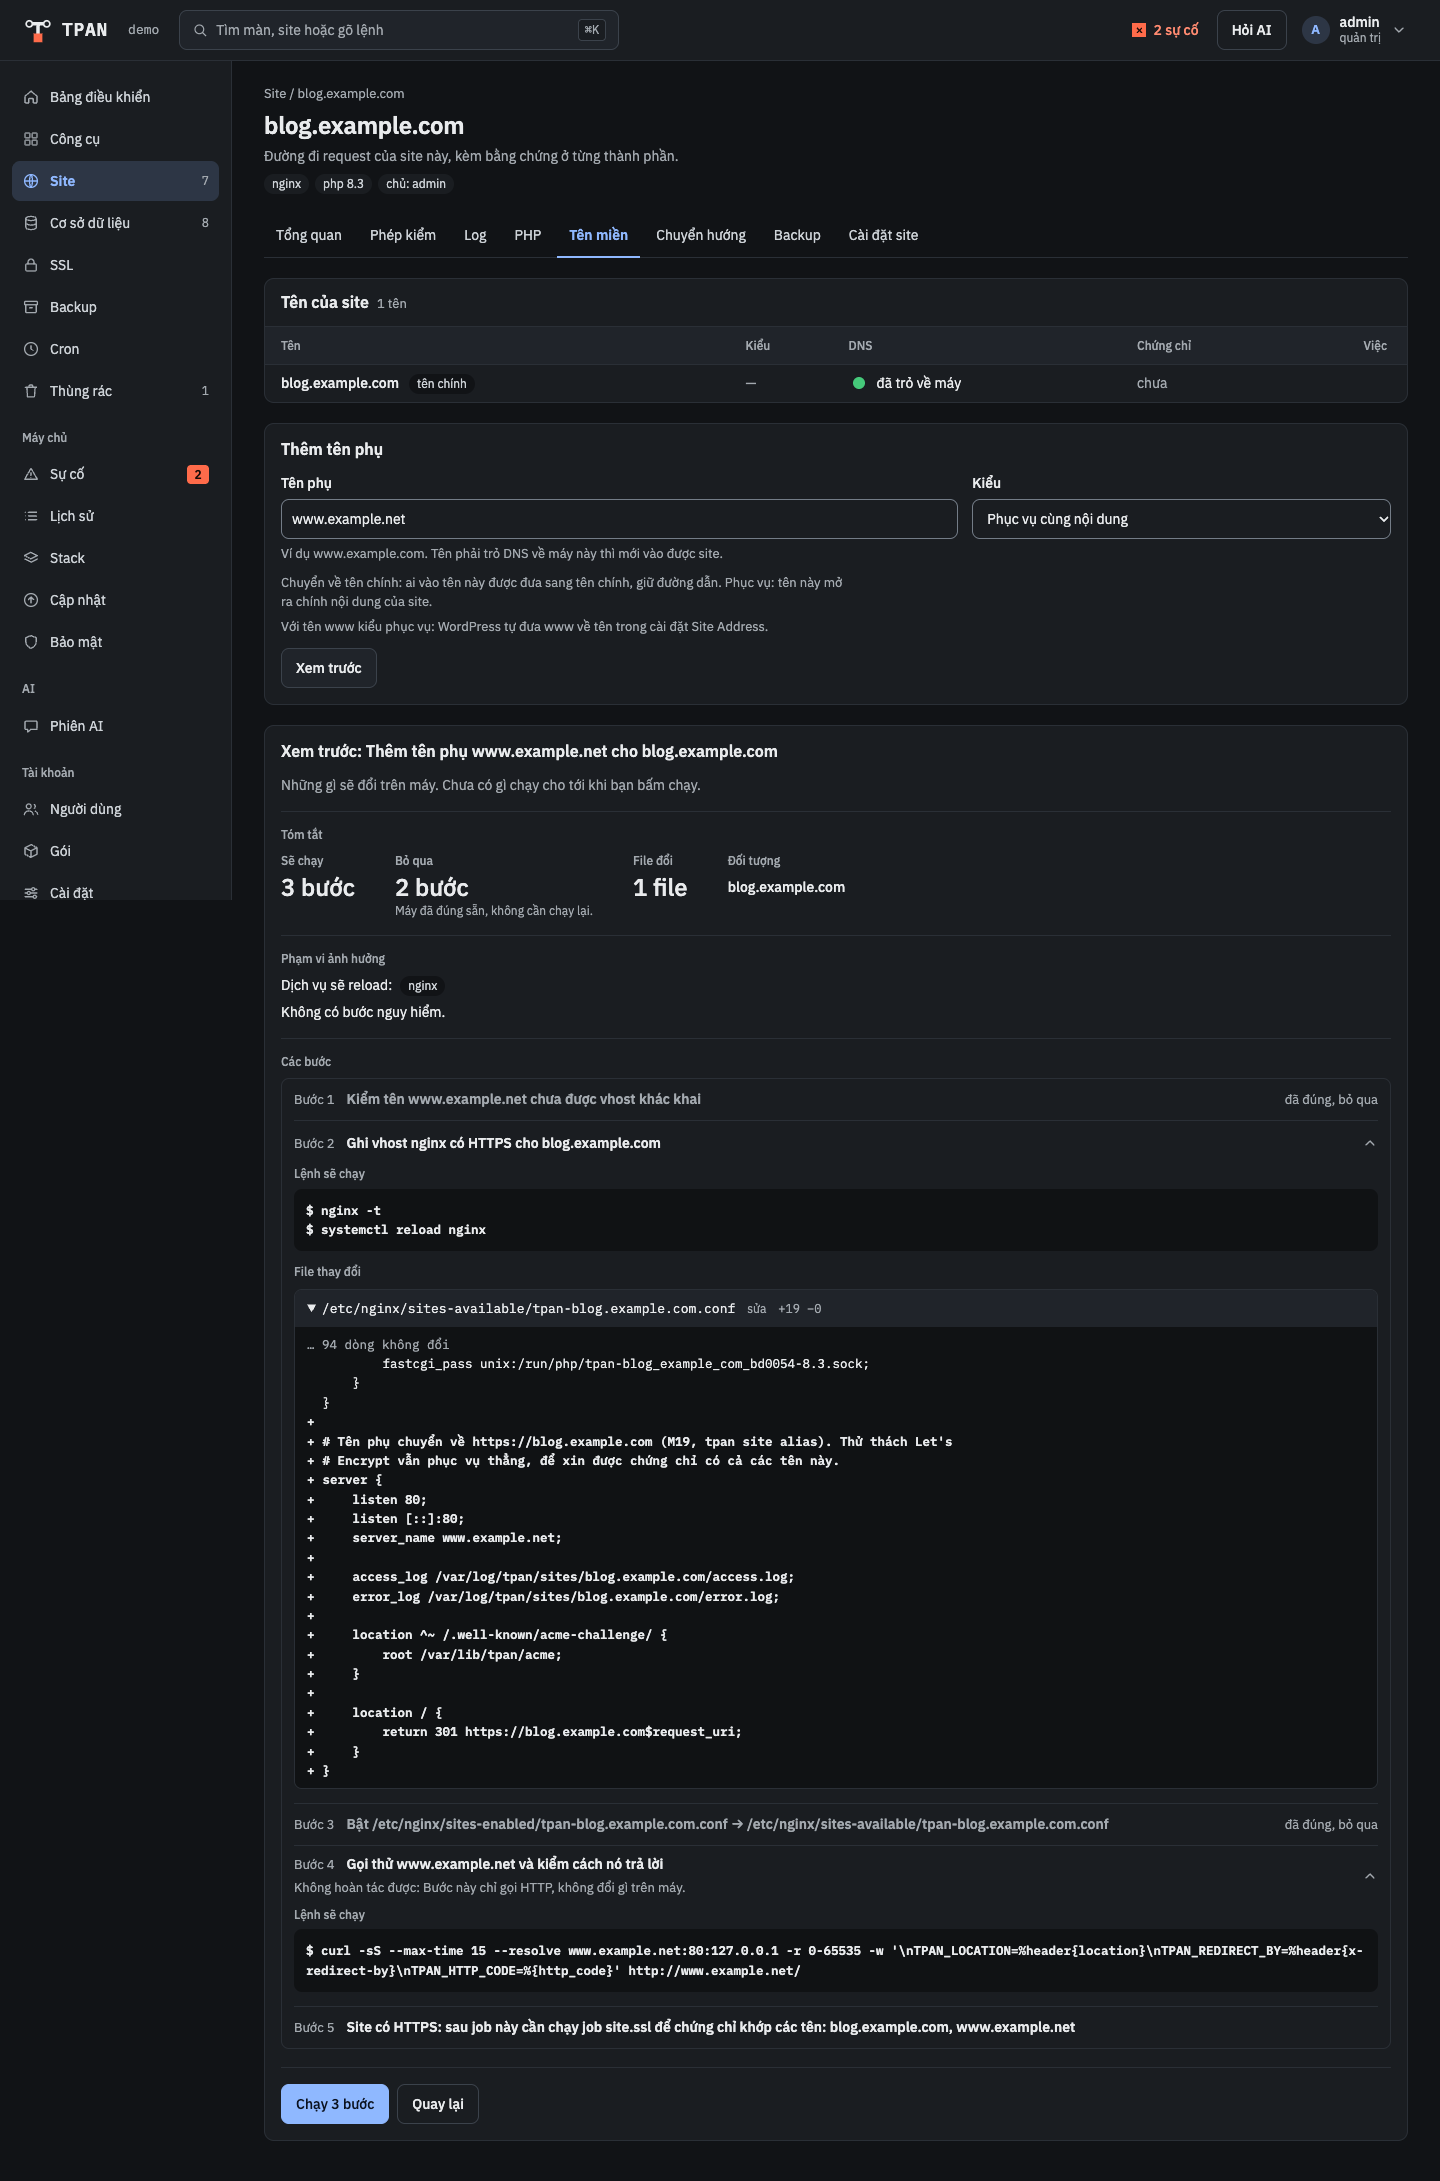 TPAN demo
Tìm màn, site hoặc gõ lệnh ⌘K
2 sự cố
Hỏi AI
A
admin
quản trị
Bảng điều khiển
Công cụ
Site 7
Cơ sở dữ liệu 8
SSL
Backup
Cron
Thùng rác 1
Máy chủ
Sự cố 2
Lịch sử
Stack
Cập nhật
Bảo mật
AI
Phiên AI
Tài khoản
Người dùng
Gói
Cài đặt
Site / blog.example.com
blog.example.com
Đường đi request của site này, kèm bằng chứng ở từng thành phần.
nginx php 8.3 chủ: admin
Tổng quan Phép kiểm Log PHP Tên miền Chuyển hướng Backup Cài đặt site
Tên của site 1 tên
Tên Kiểu DNS Chứng chỉ Việc
blog.example.com tên chính — đã trỏ về máy chưa
Thêm tên phụ
Tên phụ Kiểu
www.example.net Phục vụ cùng nội dung
Ví dụ www.example.com. Tên phải trỏ DNS về máy này thì mới vào được site.
Chuyển về tên chính: ai vào tên này được đưa sang tên chính, giữ đường dẫn. Phục vụ: tên này mở
ra chính nội dung của site.
Với tên www kiểu phục vụ: WordPress tự đưa www về tên trong cài đặt Site Address.
Xem trước
Xem trước: Thêm tên phụ www.example.net cho blog.example.com
Những gì sẽ đổi trên máy. Chưa có gì chạy cho tới khi bạn bấm chạy.
Tóm tắt
Sẽ chạy Bỏ qua File đổi Đối tượng
3 bước 2 bước 1 file blog.example.com
Máy đã đúng sẵn, không cần chạy lại.
Phạm vi ảnh hưởng
Dịch vụ sẽ reload: nginx
Không có bước nguy hiểm.
Các bước
Bước 1 Kiểm tên www.example.net chưa được vhost khác khai đã đúng, bỏ qua
Bước 2 Ghi vhost nginx có HTTPS cho blog.example.com
Lệnh sẽ chạy
$ nginx -t
$ systemctl reload nginx
File thay đổi
▼ /etc/nginx/sites-available/tpan-blog.example.com.conf sửa +19 −0
… 94 dòng không đổi
fastcgi_pass unix:/run/php/tpan-blog_example_com_bd0054-8.3.sock;
}
}
+
+ # Tên phụ chuyển về https://blog.example.com (M19, tpan site alias). Thử thách Let's
+ # Encrypt vẫn phục vụ thẳng, để xin được chứng chỉ có cả các tên này.
+ server {
+ listen 80;
+ listen [::]:80;
+ server_name www.example.net;
+
+ access_log /var/log/tpan/sites/blog.example.com/access.log;
+ error_log /var/log/tpan/sites/blog.example.com/error.log;
+
+ location ^~ /.well-known/acme-challenge/ {
+ root /var/lib/tpan/acme;
+ }
+
+ location / {
+ return 301 https://blog.example.com$request_uri;
+ }
+ }
Bước 3 Bật /etc/nginx/sites-enabled/tpan-blog.example.com.conf → /etc/nginx/sites-available/tpan-blog.example.com.conf đã đúng, bỏ qua
Bước 4 Gọi thử www.example.net và kiểm cách nó trả lời
Không hoàn tác được: Bước này chỉ gọi HTTP, không đổi gì trên máy.
Lệnh sẽ chạy
$ curl -sS --max-time 15 --resolve www.example.net:80:127.0.0.1 -r 0-65535 -w '\nTPAN_LOCATION=%header{location}\nTPAN_REDIRECT_BY=%header{x-
redirect-by}\nTPAN_HTTP_CODE=%{http_code}' http://www.example.net/
Bước 5 Site có HTTPS: sau job này cần chạy job site.ssl để chứng chỉ khớp các tên: blog.example.com, www.example.net
Chạy 3 bước Quay lại